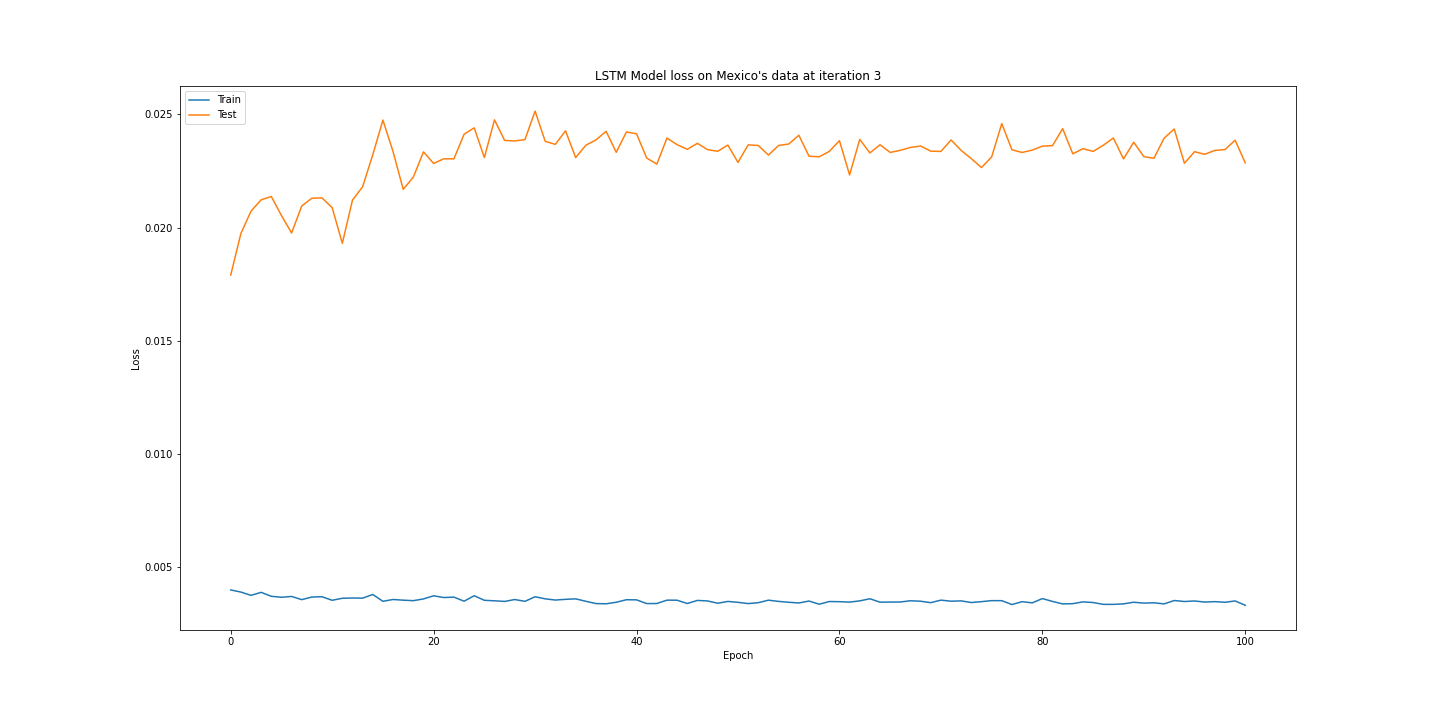 LSTM Model loss on Mexico's data at iteration 3
Train
Test
0.025
0.020
0.015
0.010
0.005
Loss
0 20 40 60 80 100
Epoch